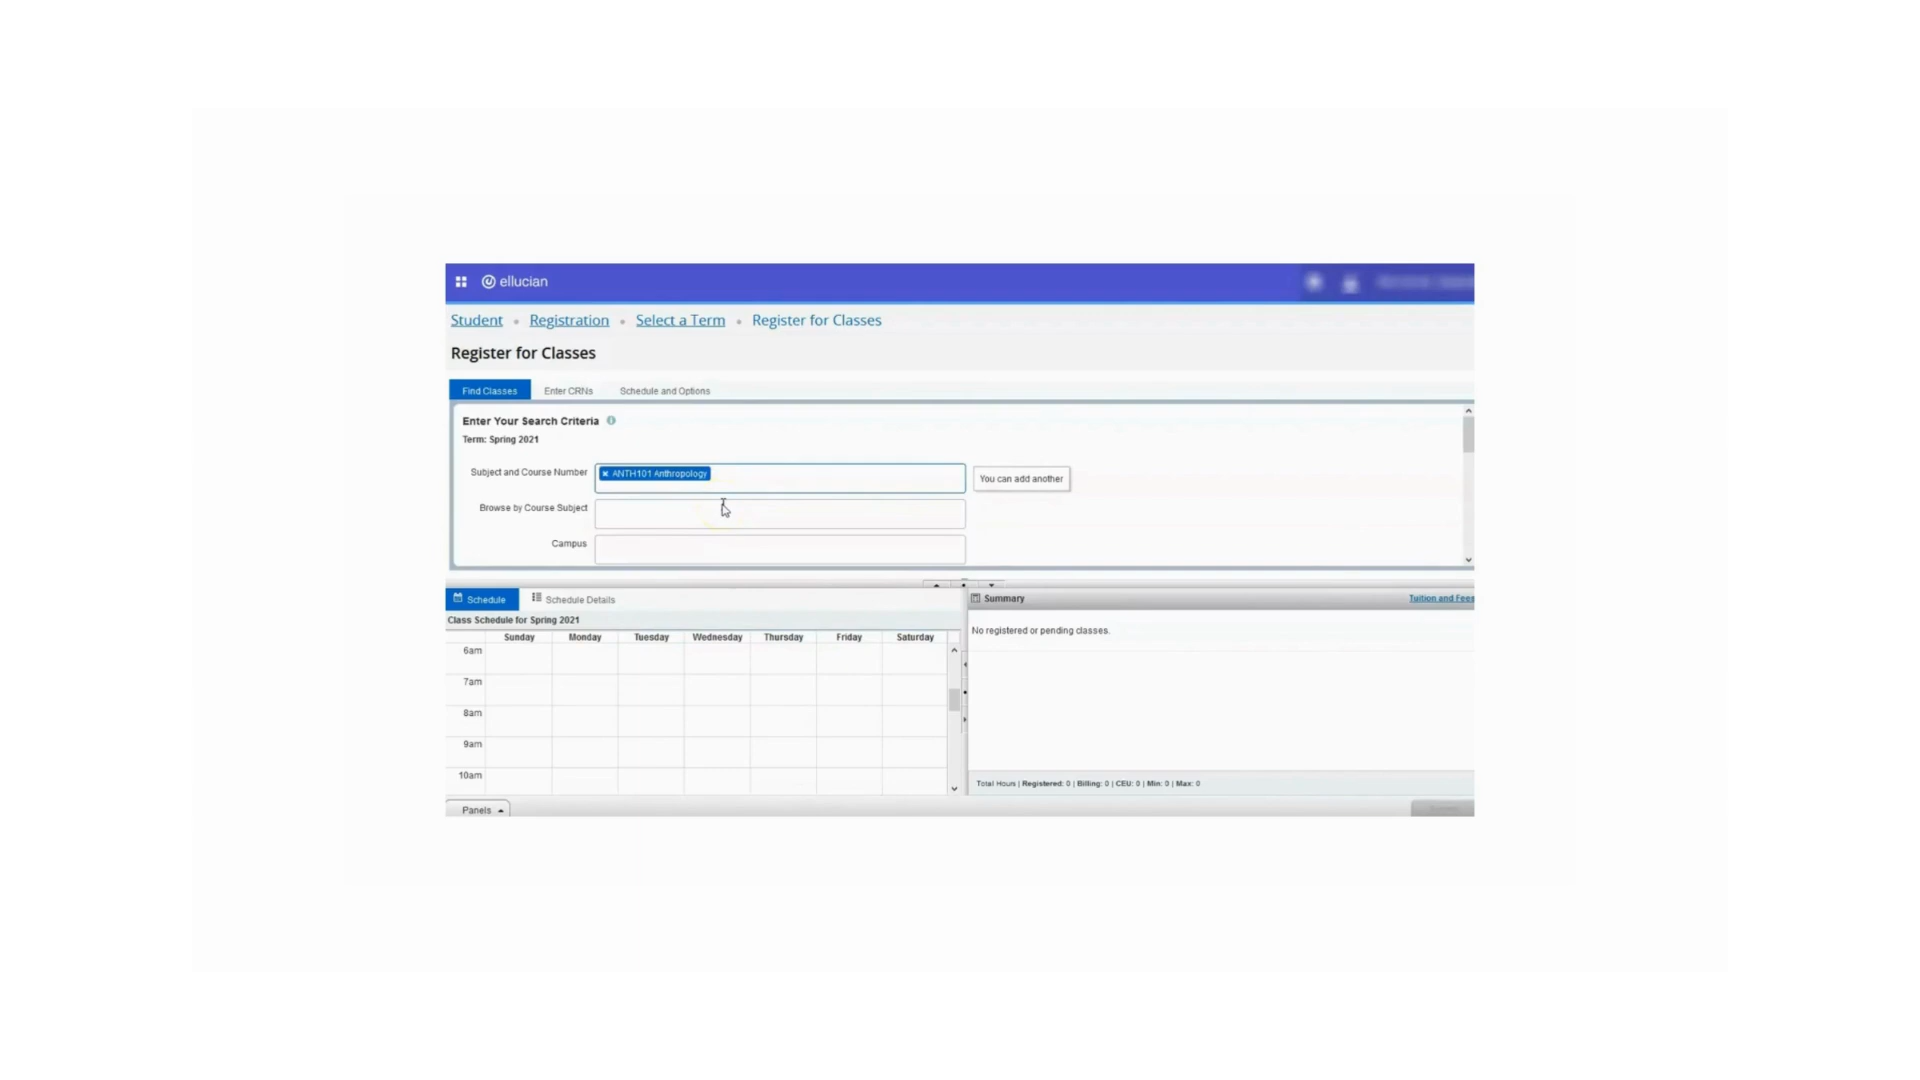 ellucian
Student • Registration • Select a Term • Register for Classes
Register for Classes
Find Classes Enter CRNs Schedule and Options
Enter Your Search Criteria
Term: Spring 2021
Subject and Course Number × ANTH101 Anthropology You can add another
Browse by Course Subject
Campus
Schedule Schedule Details
Summary Tuition and Fees
Class Schedule for Spring 2021
No registered or pending classes.
Sunday Monday Tuesday Wednesday Thursday Friday Saturday
6am
7am
8am
9am
10am
Total Hours | Registered: 0 | Billing: 0 | CEU: 0 | Min: 0 | Max: 0
Panels